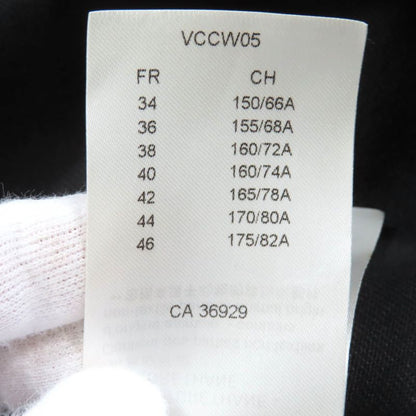 VCCW05
FR CH
34 150/66A
36 155/68A
38 160/72A
40 160/74A
42 165/78A
44 170/80A
46 175/82A
CA 36929